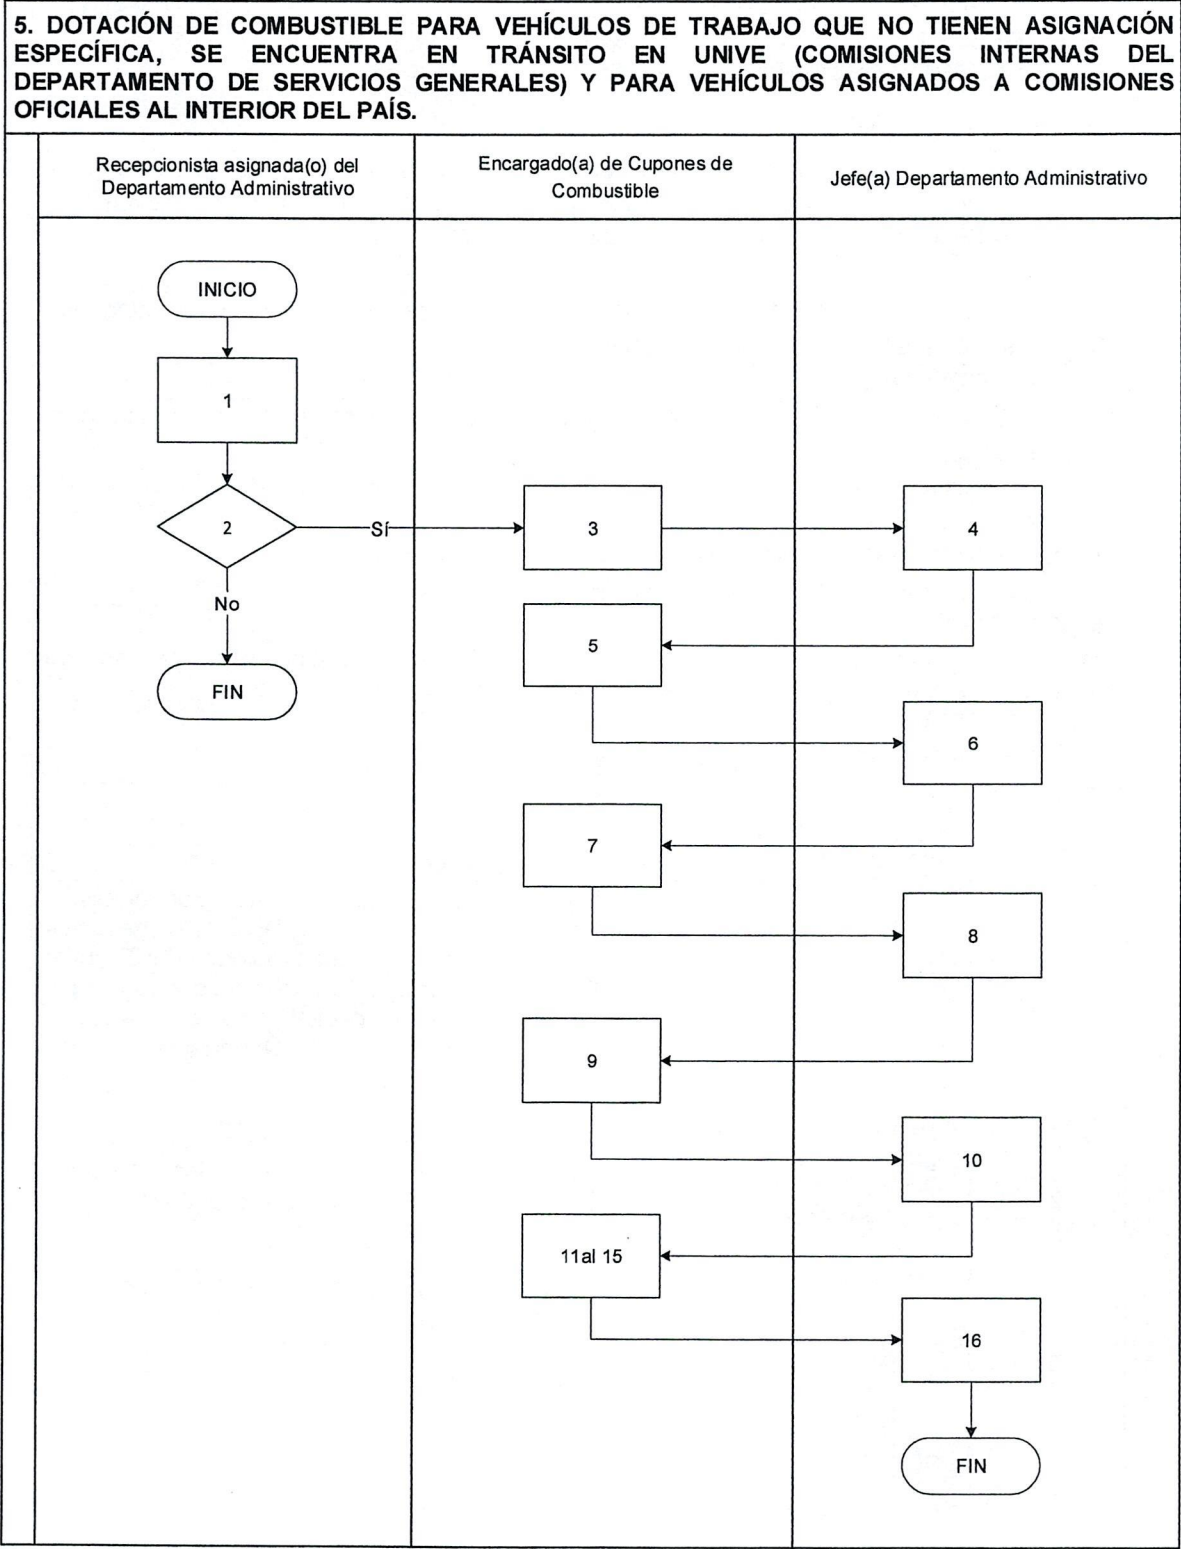 5. DOTACIÓN DE COMBUSTIBLE PARA VEHÍCULOS DE TRABAJO QUE NO TIENEN ASIGNACIÓN
ESPECÍFICA, SE ENCUENTRA EN TRÁNSITO EN UNIVE (COMISIONES INTERNAS DEL
DEPARTAMENTO DE SERVICIOS GENERALES) Y PARA VEHÍCULOS ASIGNADOS A COMISIONES
OFICIALES AL INTERIOR DEL PAÍS.
Recepcionista asignada(o) del
Departamento Administrativo
Encargado(a) de Cupones de
Combustible
Jefe(a) Departamento Administrativo
INICIO
1
2
Sí
3
4
No
5
FIN
6
7
8
9
10
11al 15
16
FIN